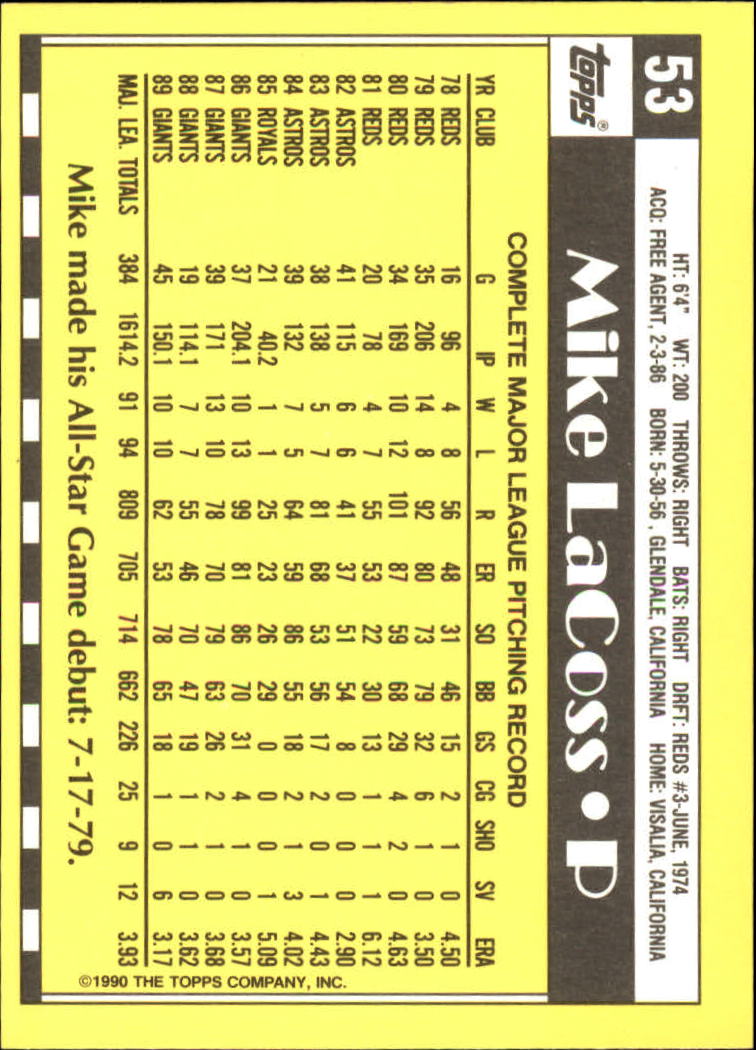 53
HT: 6'4" WT: 200 THROWS: RIGHT BATS: RIGHT DRFT: REDS #3-JUNE, 1974
ACQ: FREE AGENT, 2-3-86 BORN: 5-30-56, GLENDALE, CALIFORNIA HOME: VISALIA, CALIFORNIA
topps®
Mike LaCoss • P
COMPLETE MAJOR LEAGUE PITCHING RECORD
YR CLUB G IP W L R ER SO BB GS CG SHO SV ERA
78 REDS 16 96 4 8 56 48 31 46 15 2 1 0 4.50
79 REDS 35 206 14 8 92 80 73 79 32 6 1 0 3.50
80 REDS 34 169 10 12 101 87 59 68 29 4 2 0 4.63
81 REDS 20 78 4 7 55 53 22 30 13 1 1 1 6.12
82 ASTROS 41 115 6 6 41 37 51 54 8 0 0 0 2.90
83 ASTROS 38 138 5 7 81 68 53 56 17 2 0 1 4.43
84 ASTROS 39 132 7 5 64 59 86 55 18 2 1 3 4.02
85 ROYALS 21 40.2 1 1 25 23 26 29 0 0 0 1 5.09
86 GIANTS 37 204.1 10 13 99 81 86 70 31 4 1 0 3.57
87 GIANTS 39 171 13 10 78 70 79 63 26 2 1 0 3.68
88 GIANTS 19 114.1 7 7 55 46 70 47 19 1 1 0 3.62
89 GIANTS 45 150.1 10 10 62 53 78 65 18 1 0 6 3.17
MAJ. LEA. TOTALS 384 1614.2 91 94 809 705 714 662 226 25 9 12 3.93
Mike made his All-Star Game debut: 7-17-79.
©1990 THE TOPPS COMPANY, INC.